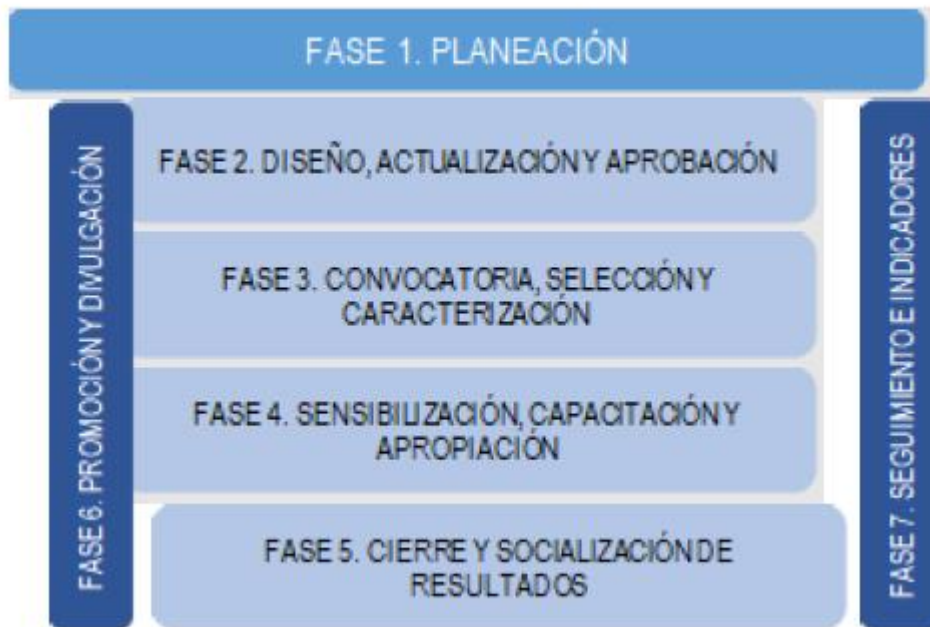 FASE 1. PLANEACIÓN
FASE 6. PROMOCIÓN Y DIVULGACIÓN
FASE 2. DISEÑO, ACTUALIZACIÓN Y APROBACIÓN
FASE 3. CONVOCATORIA, SELECCIÓN Y
CARACTERIZACIÓN
FASE 4. SENSIBILIZACIÓN, CAPACITACIÓN Y
APROPIACIÓN
FASE 5. CIERRE Y SOCIALIZACIÓN DE
RESULTADOS
FASE 7. SEGUIMIENTO E INDICADORES